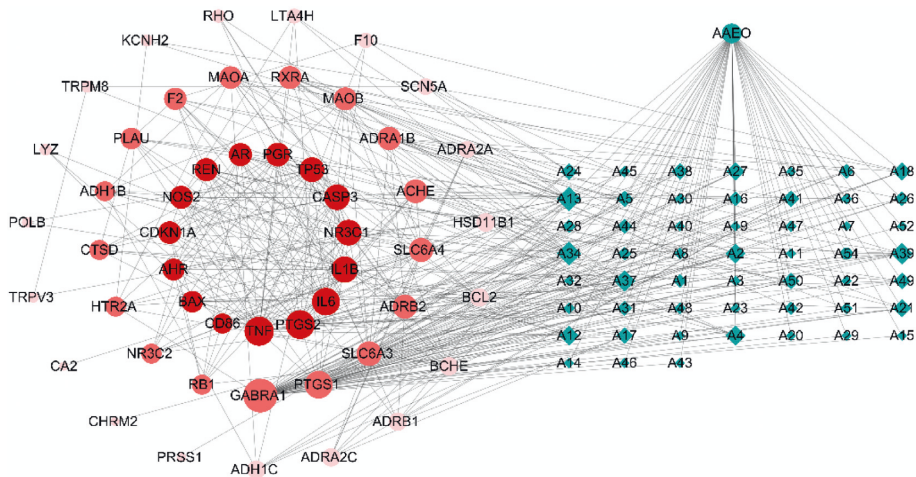 RHO
LTA4H
KCNH2
F10
AAEO
TRPM8
MAOA
RXRA
SCN5A
F2
MAOB
LYZ
PLAU
ADRA1B
ADRA2A
AR
PGR
REN
TP53
ADH1B
NOS2
CASP3
ACHE
HSD11B1
POLB
CDKN1A
NR3C1
CTSD
SLC6A4
AHR
IL1B
TRPV3
HTR2A
BAX
IL6
ADRB2
BCL2
CD86
TNF
PTGS2
CA2
NR3C2
SLC6A3
BCHE
RB1
GABRA1
PTGS1
CHRM2
ADRB1
PRSS1
ADH1C
ADRA2C
A24 A45 A38 A27 A35 A6 A18
A13 A5 A30 A16 A41 A36 A26
A28 A44 A40 A19 A47 A7 A52
A34 A25 A8 A2 A11 A54 A39
A32 A37 A1 A3 A50 A22 A49
A10 A31 A48 A23 A42 A51 A21
A12 A17 A9 A4 A20 A29 A15
A14 A46 A43